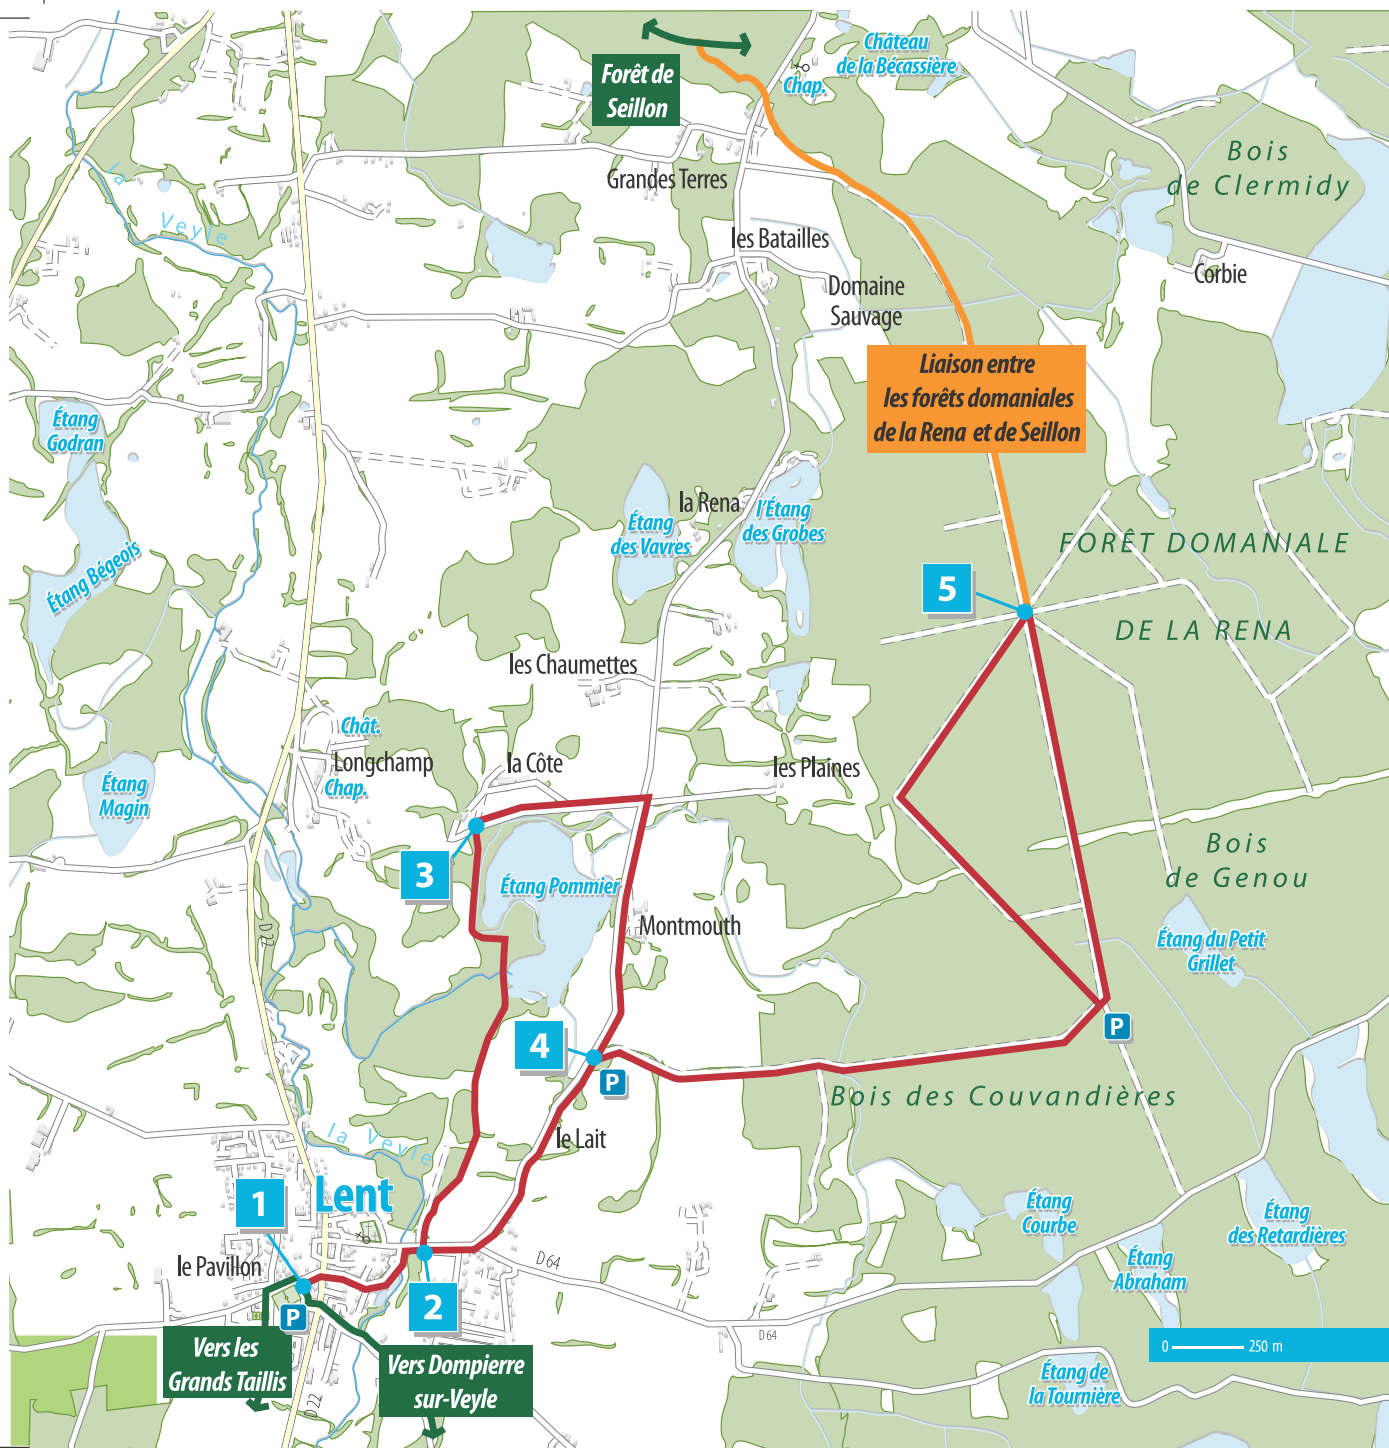 Forêt de
Seillon
Château
de la Bécassière
Chap.
Bois
de Clermidy
Grandes Terres
la
Veyle
les Batailles
Domaine
Sauvage
Corbie
Liaison entre
les forêts domaniales
de la Rena et de Seillon
Étang
Godran
la Rena
Étang
des Vavres
l'Étang
des Grobes
FORÊT DOMANIALE
DE LA RENA
Étang Bégeois
5
les Chaumettes
Chât.
Longchamp
Chap.
la Côte
les Plaines
Étang
Magin
3
Étang Pommier
Bois
de Genou
Montmouth
D 22
Étang du Petit
Grillet
4
P
P
Bois des Couvandières
le Lait
la Veyle
1
Lent
Étang
Courbe
Étang
des Retardières
le Pavillon
D 64
Étang
Abraham
P
2
D 64
Vers les
Grands Taillis
Vers Dompierre
sur-Veyle
D 22
0
250 m
Étang de
la Tournière